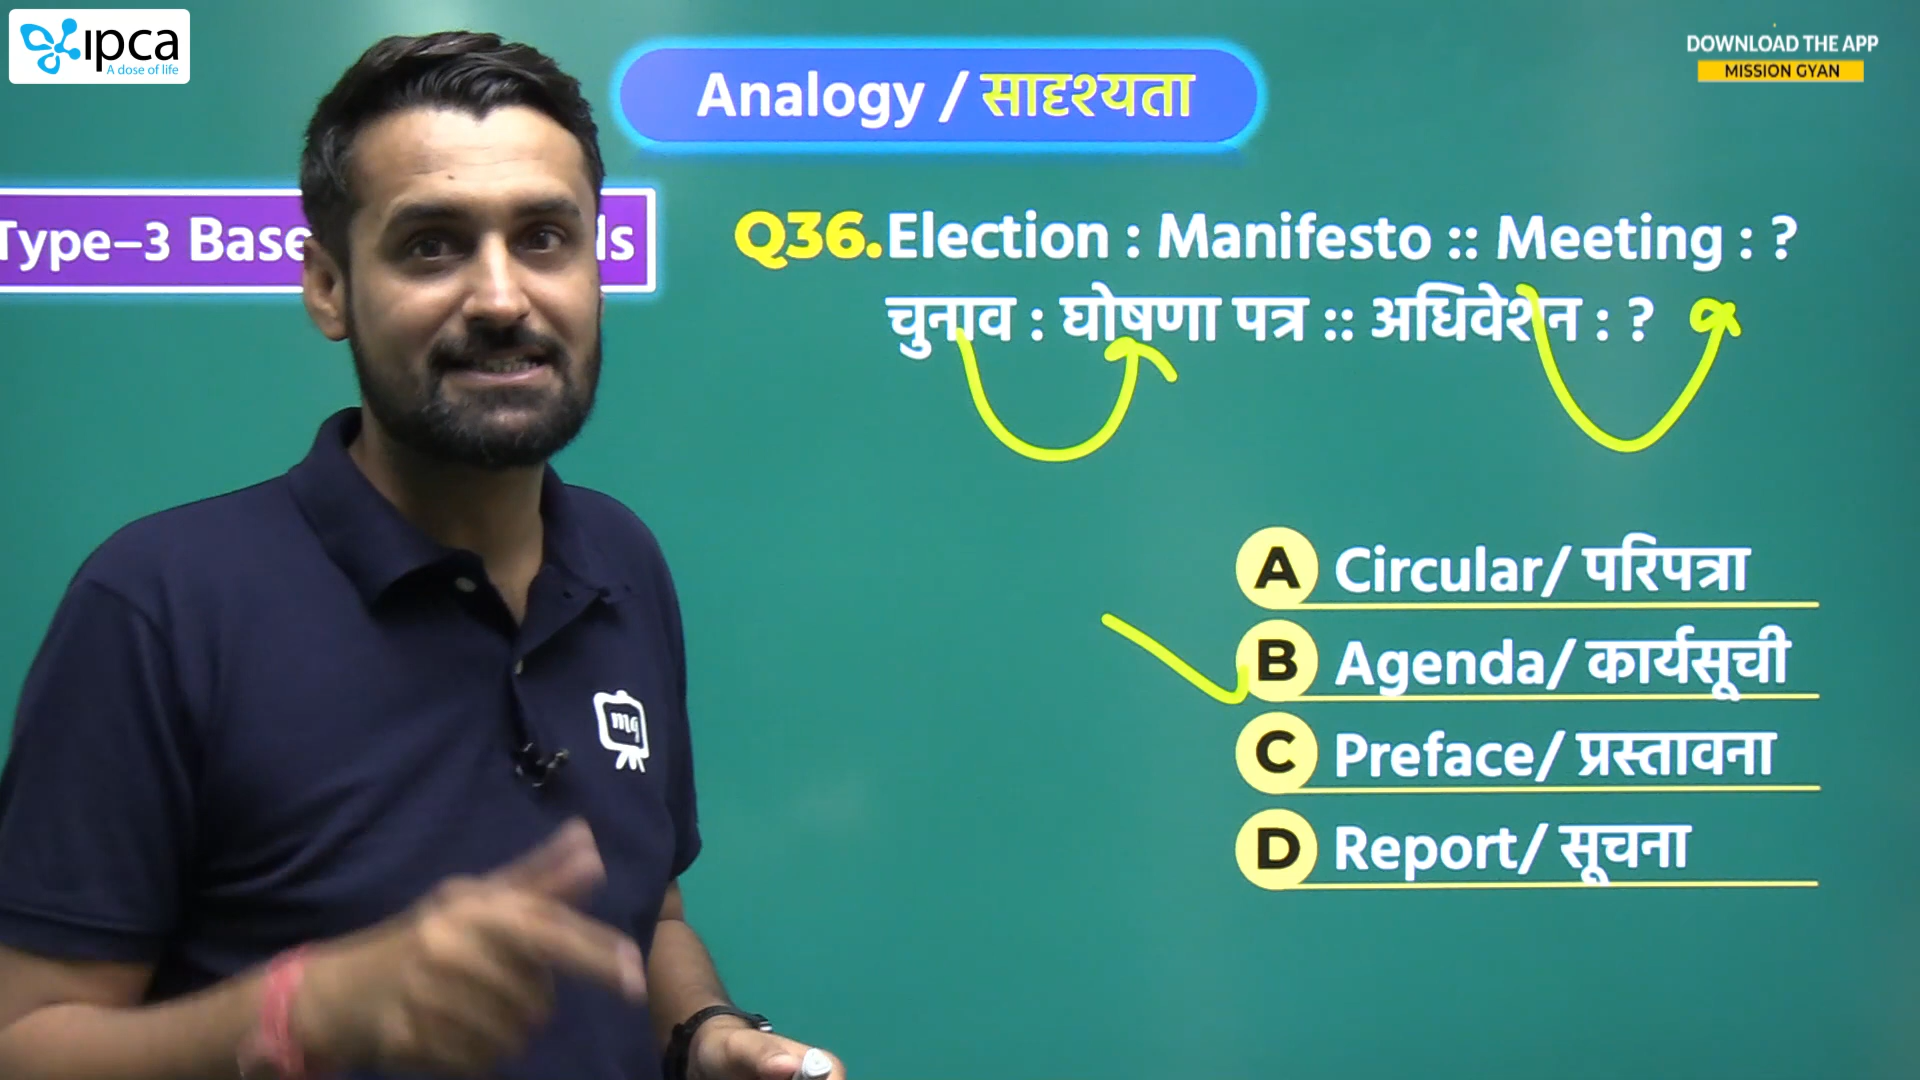 ipca
A dose of life
DOWNLOAD THE APP
MISSION GYAN
Analogy / सादृश्यता
Type-3 Base
Q36. Election : Manifesto :: Meeting : ?
चुनाव : घोषणा पत्र :: अधिवेशन : ?
A Circular/ परिपत्रा
B Agenda/ कार्यसूची
C Preface/ प्रस्तावना
D Report/ सूचना
mg